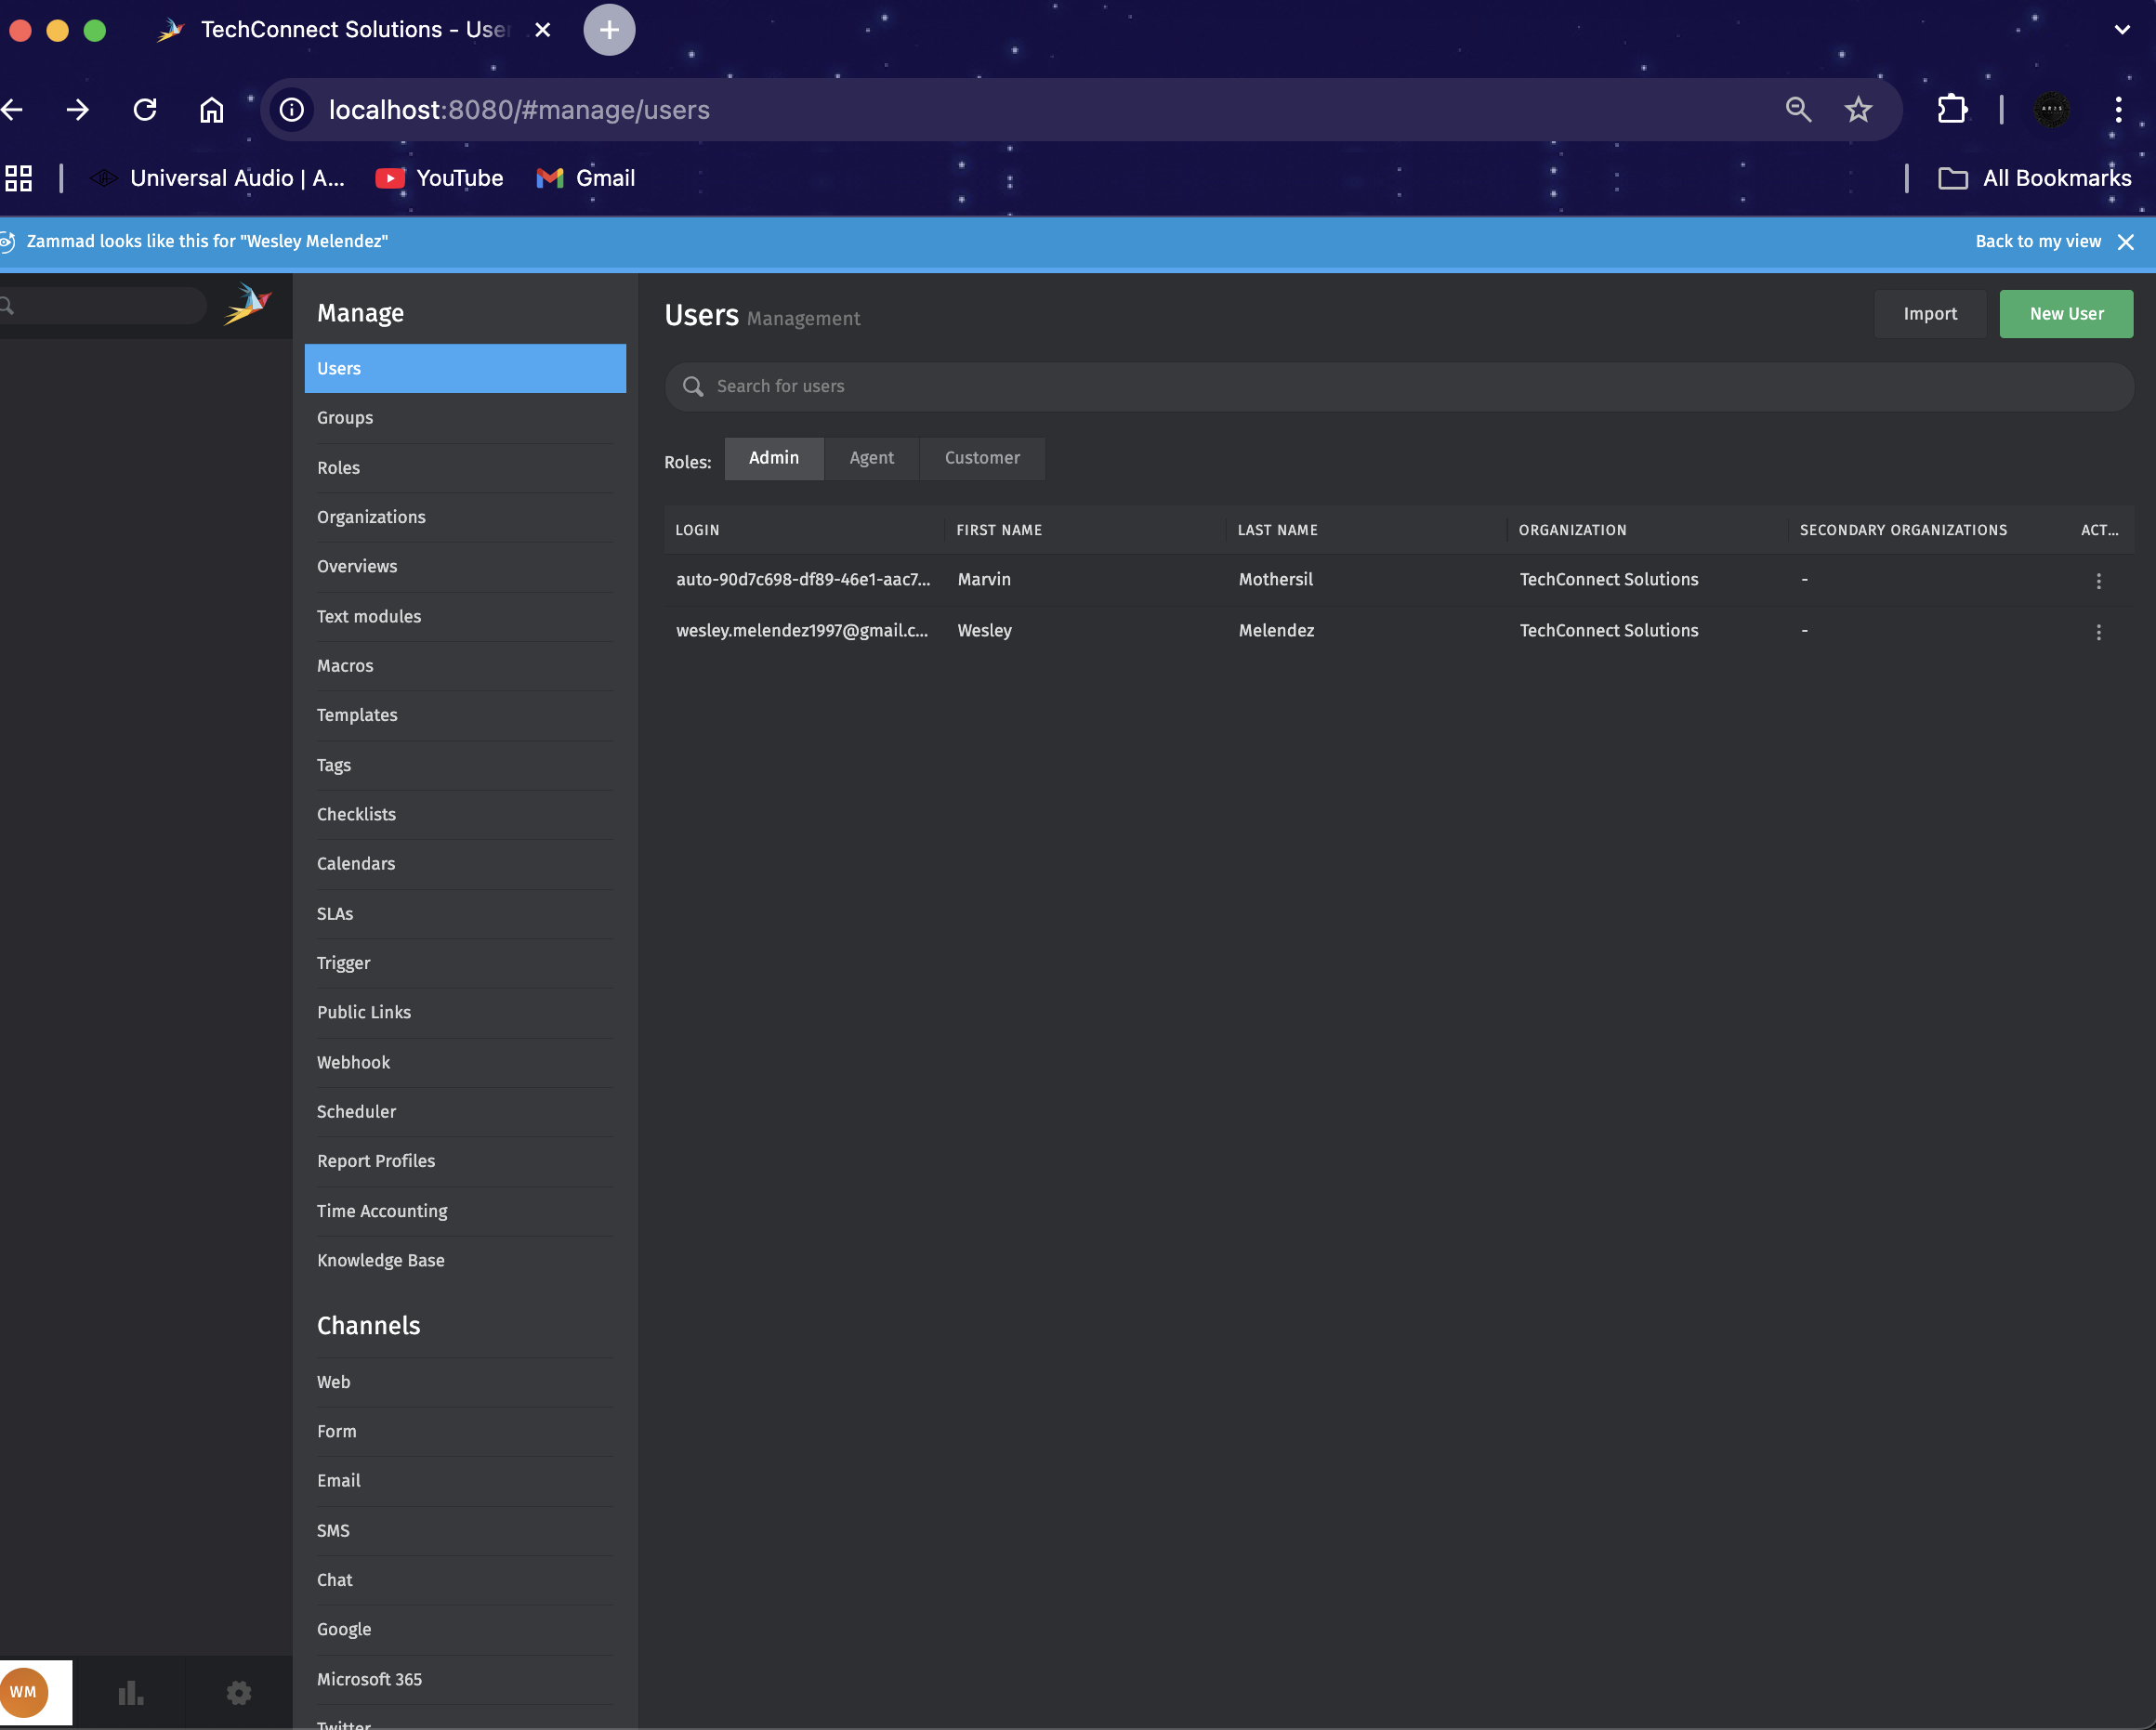 TechConnect Solutions - User
localhost:8080/#manage/users
Universal Audio | A...
YouTube
Gmail
All Bookmarks
Zammad looks like this for "Wesley Melendez"
Back to my view
Manage
Users
Groups
Roles
Organizations
Overviews
Text modules
Macros
Templates
Tags
Checklists
Calendars
SLAs
Trigger
Public Links
Webhook
Scheduler
Report Profiles
Time Accounting
Knowledge Base
Channels
Web
Form
Email
SMS
Chat
Google
Microsoft 365
Twitter
WM
Users Management
Import
New User
Search for users
Roles: Admin Agent Customer
LOGIN FIRST NAME LAST NAME ORGANIZATION SECONDARY ORGANIZATIONS ACT...
auto-90d7c698-df89-46e1-aac7... Marvin Mothersil TechConnect Solutions -
wesley.melendez1997@gmail.c... Wesley Melendez TechConnect Solutions -